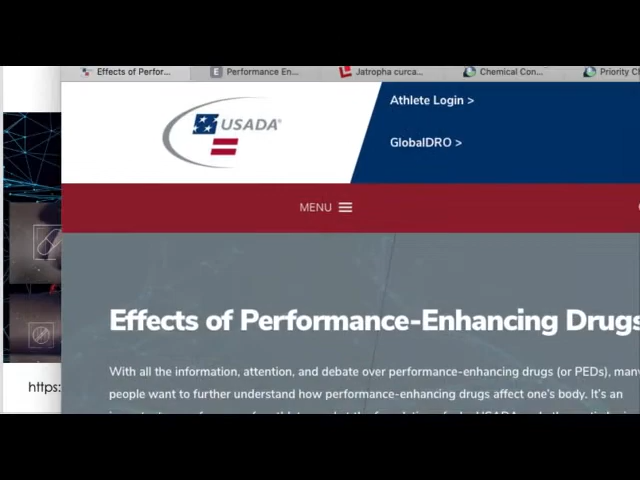 Effects of Perfor...
Performance En...
Jatropha curca...
Chemical Con...
Priority Ch
Athlete Login >
USADA®
GlobalDRO >
MENU
Effects of Performance-Enhancing Drugs
With all the information, attention, and debate over performance-enhancing drugs (or PEDs), many
people want to further understand how performance-enhancing drugs affect one's body. It's an
https: